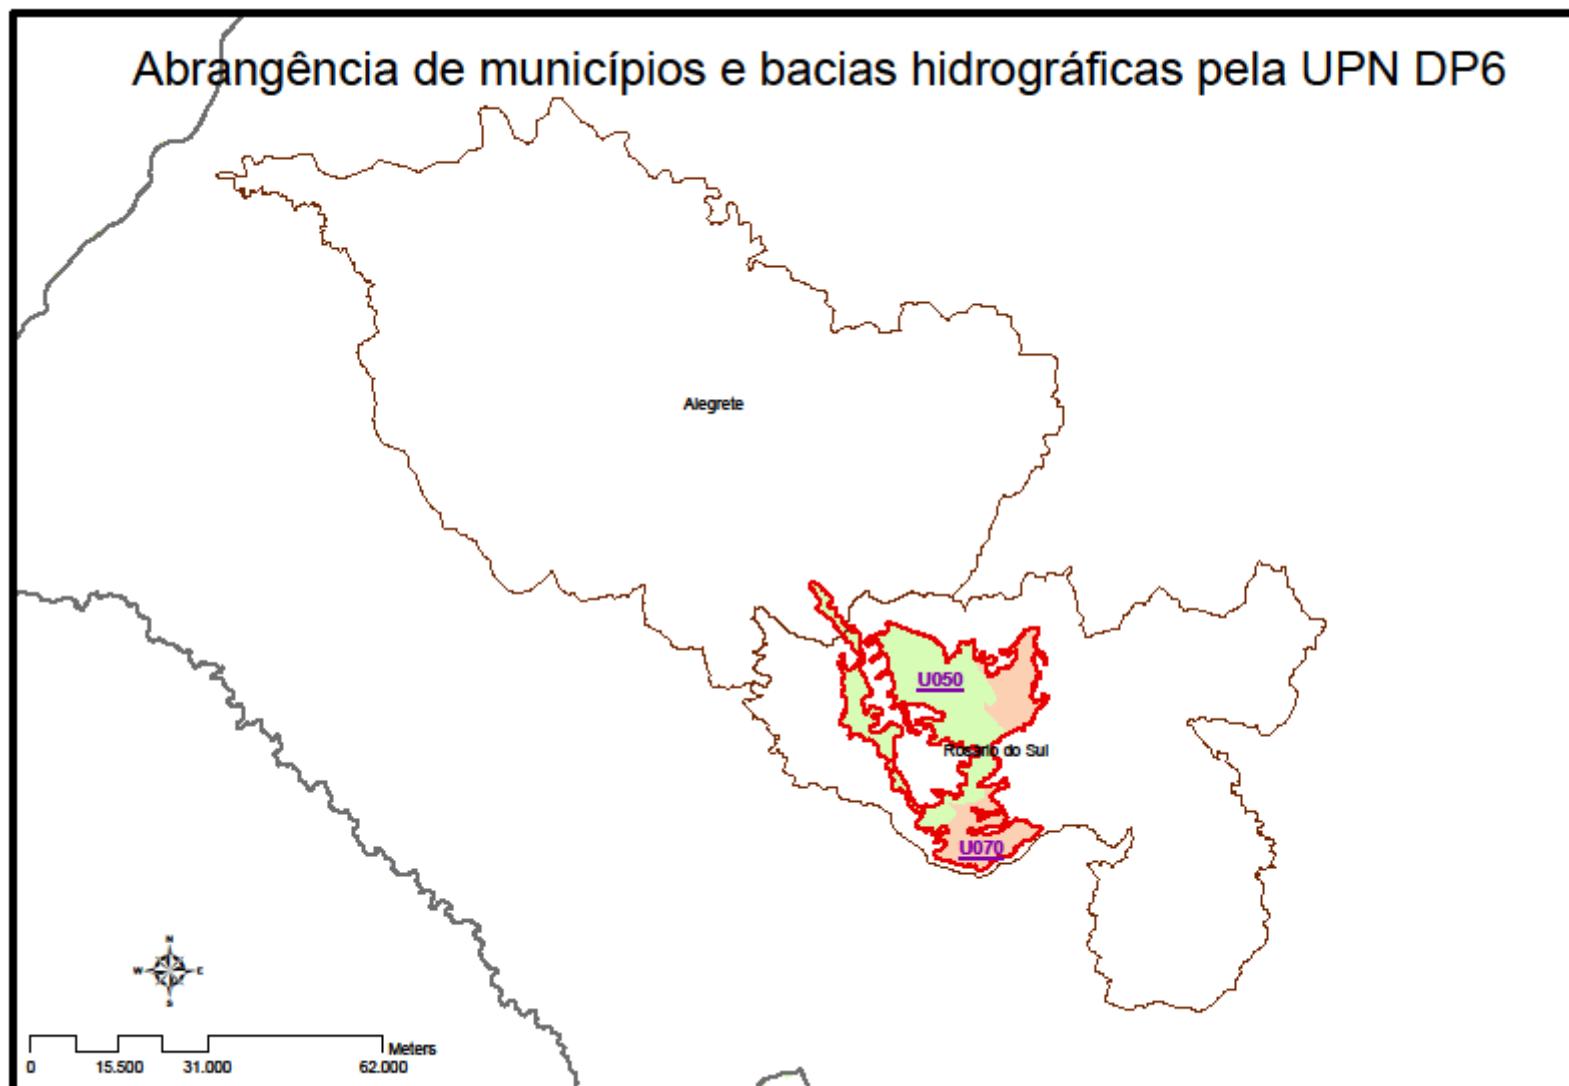 Abrangência de municípios e bacias hidrográficas pela UPN DP6
Alegrete
U050
Rosário do Sul
U070
N
W E
S
Meters
0 15.500 31.000 62.000